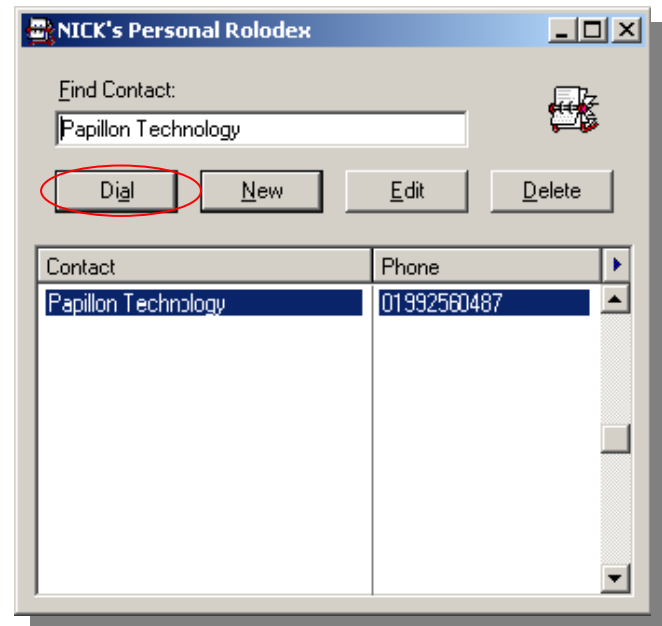 NICK's Personal Rolodex
Find Contact:
Papillon Technology
Dial New Edit Delete
Contact Phone
Papillon Technology 01992560487